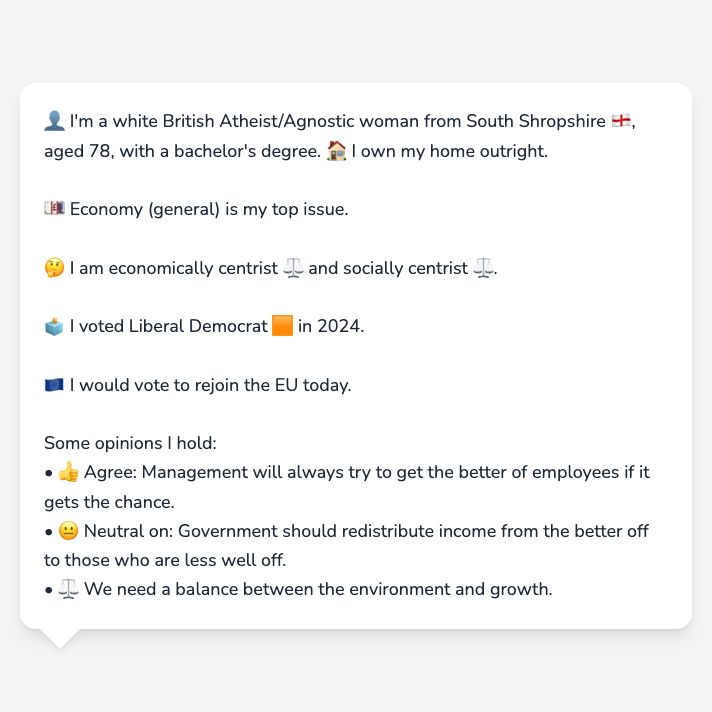 👤 I'm a white British Atheist/Agnostic woman from South Shropshire 🏴󠁧󠁢󠁥󠁮󠁧󠁿,
aged 78, with a bachelor's degree. 🏠 I own my home outright.
💷 Economy (general) is my top issue.
🤔 I am economically centrist ⚖️ and socially centrist ⚖️.
🗳️ I voted Liberal Democrat 🟧 in 2024.
🇪🇺 I would vote to rejoin the EU today.
Some opinions I hold:
• 👍 Agree: Management will always try to get the better of employees if it
gets the chance.
• 😐 Neutral on: Government should redistribute income from the better off
to those who are less well off.
• ⚖️ We need a balance between the environment and growth.